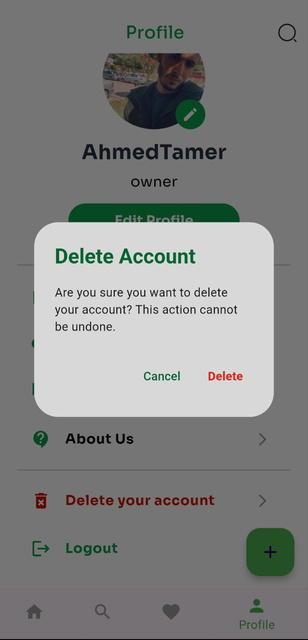 Profile
AhmedTamer
owner
Edit Profile
Delete Account
Are you sure you want to delete
your account? This action cannot
be undone.
Cancel Delete
About Us
Delete your account
Logout
Profile